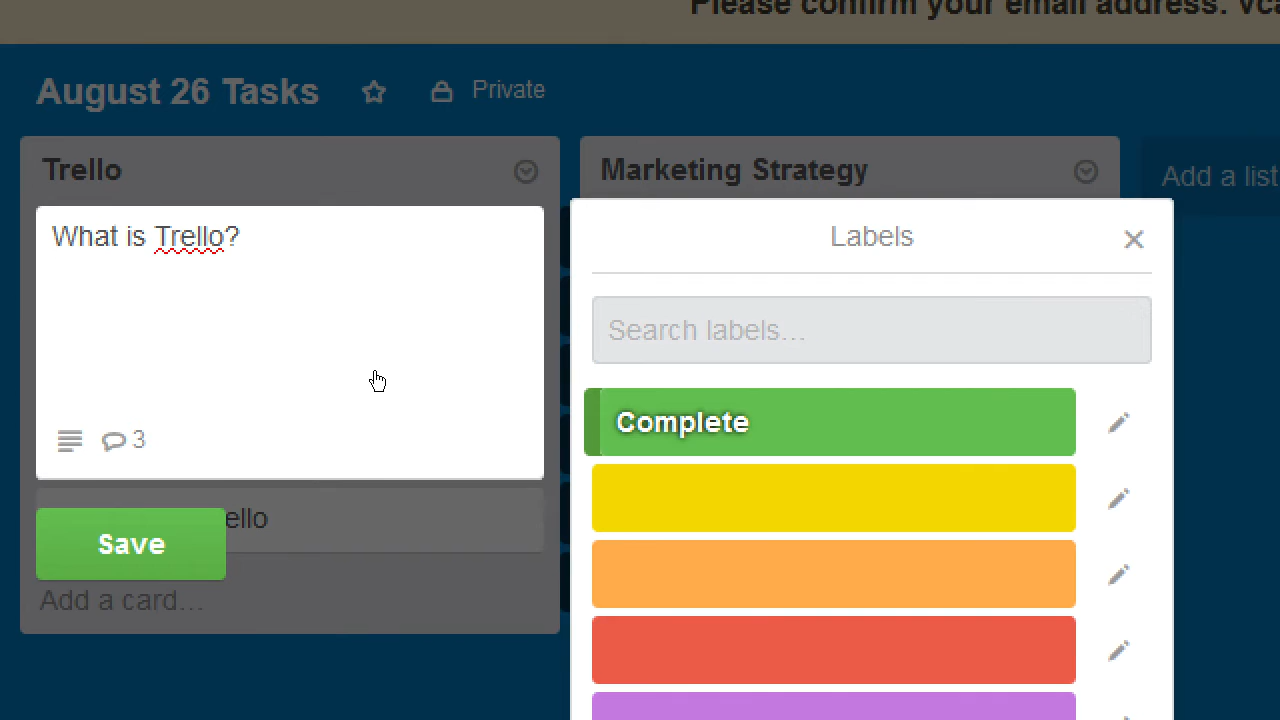 Please confirm your email address:
August 26 Tasks
Private
Trello
Marketing Strategy
Add a list
What is Trello?
Labels
Search labels...
Complete
3
ello
Save
Add a card...